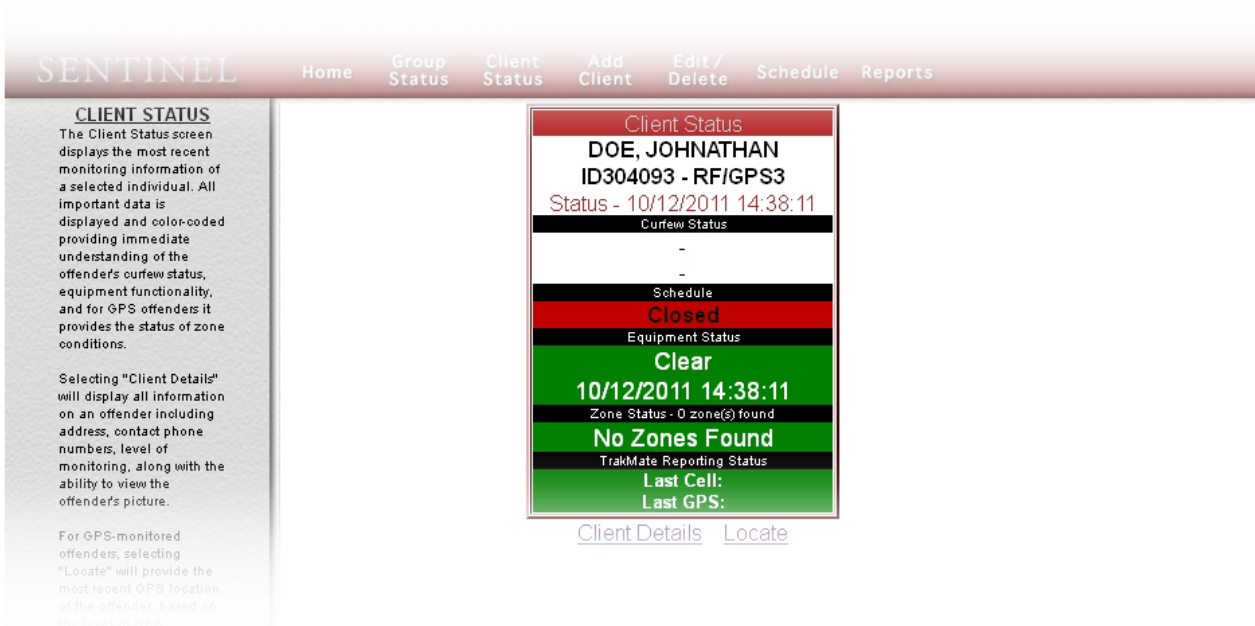 SENTINEL
Home
Group
Status
Client
Status
Add
Client
Edit /
Delete
Schedule
Reports
CLIENT STATUS
The Client Status screen
displays the most recent
monitoring information of
a selected individual. All
important data is
displayed and color-coded
providing immediate
understanding of the
offender's curfew status,
equipment functionality,
and for GPS offenders it
provides the status of zone
conditions.
Selecting "Client Details"
will display all information
on an offender including
address, contact phone
numbers, level of
monitoring, along with the
ability to view the
offender's picture.
For GPS-monitored
offenders, selecting
"Locate" will provide the
most recent GPS location
of the offender, based on
Client Status
DOE, JOHNATHAN
ID304093 - RF/GPS3
Status - 10/12/2011 14:38:11
Curfew Status
-
-
Schedule
Closed
Equipment Status
Clear
10/12/2011 14:38:11
Zone Status - 0 zone(s) found
No Zones Found
TrakMate Reporting Status
Last Cell:
Last GPS:
Client Details Locate